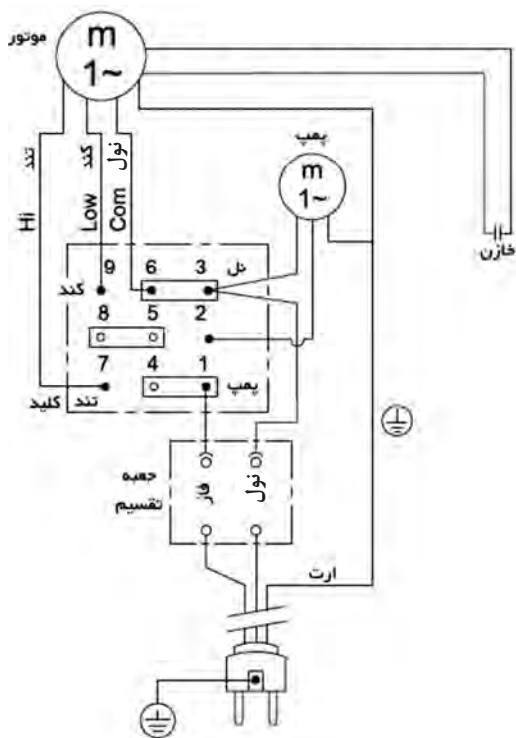 موتور
m
1~
تند
کند
نول
Hi
Low
Com
پمپ
m
1~
خازن
9 6 3 نل
کند
8 5 2
7 4 1 پمپ
کلید تند
جعبه
تقسیم
فاز
نول
ارت